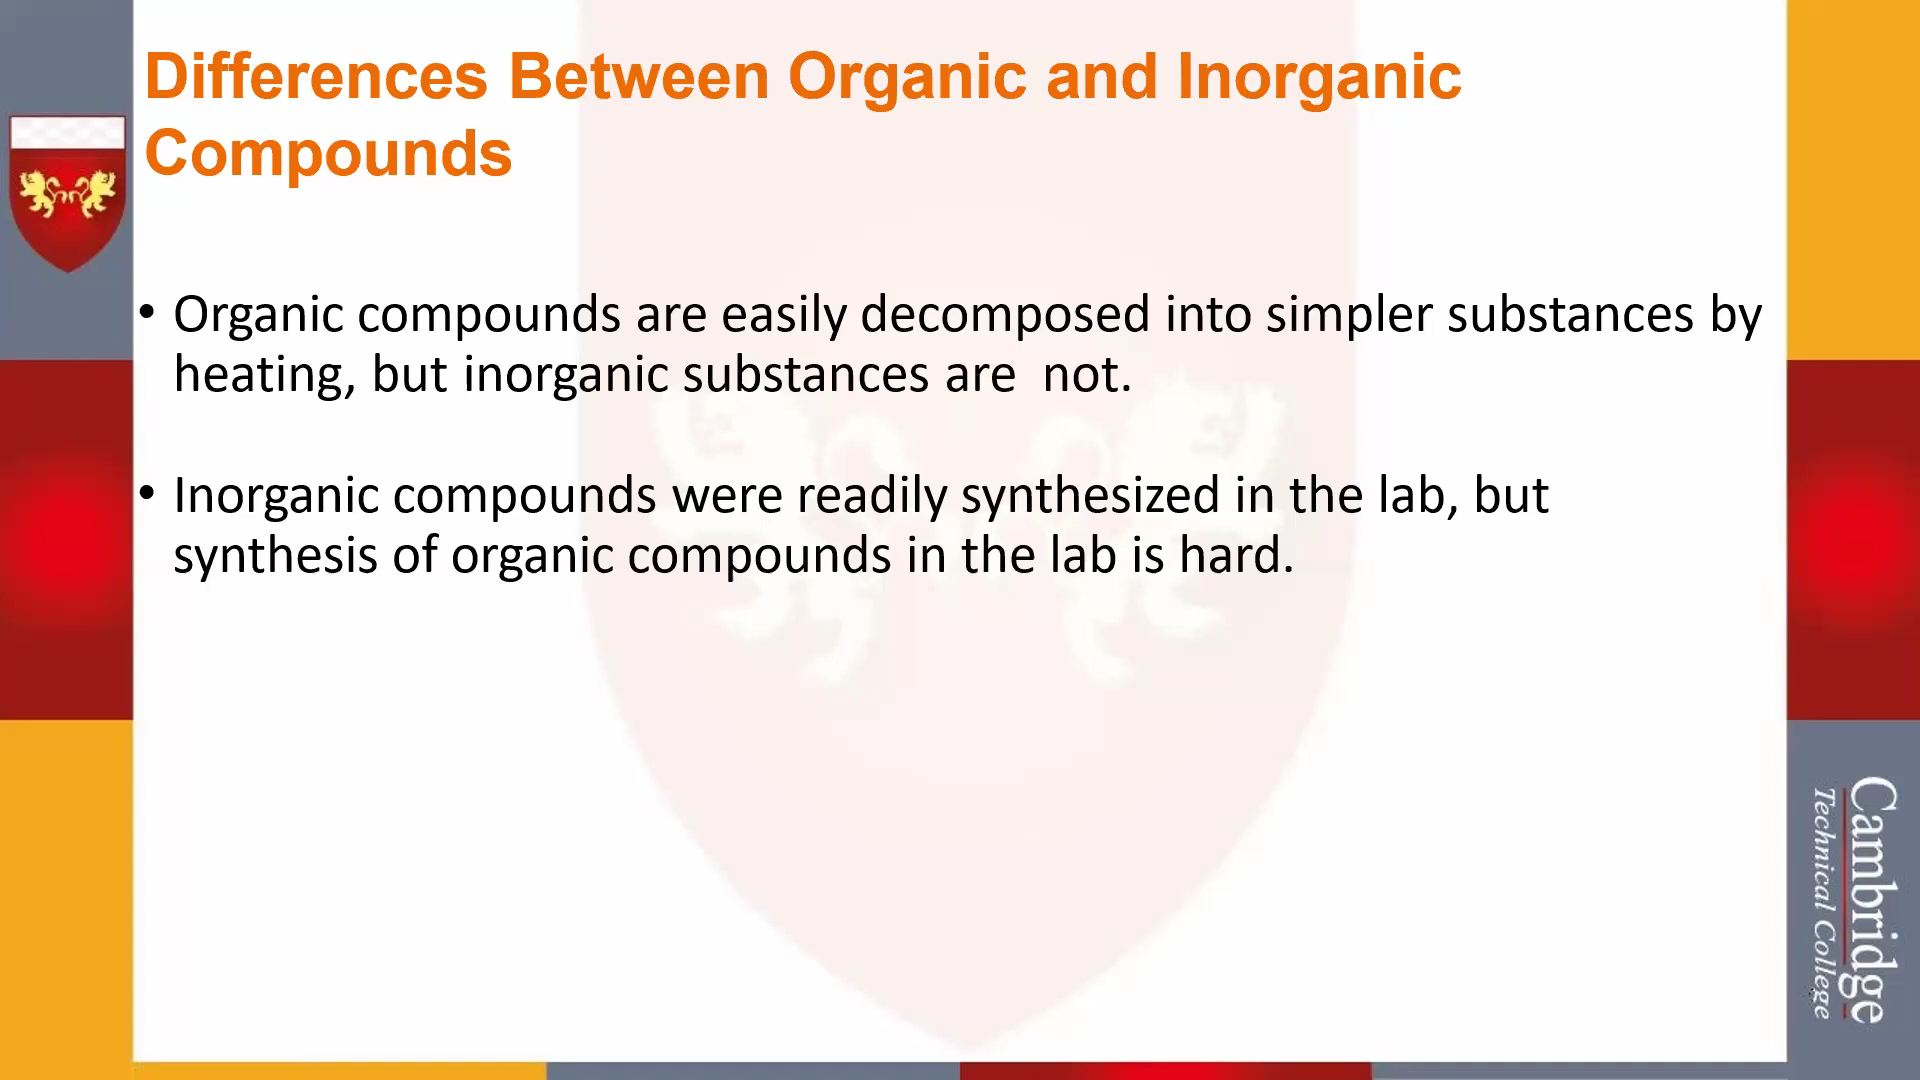 Differences Between Organic and Inorganic
Compounds
• Organic compounds are easily decomposed into simpler substances by
heating, but inorganic substances are  not.
• Inorganic compounds were readily synthesized in the lab, but
synthesis of organic compounds in the lab is hard.
Cambridge
Technical College